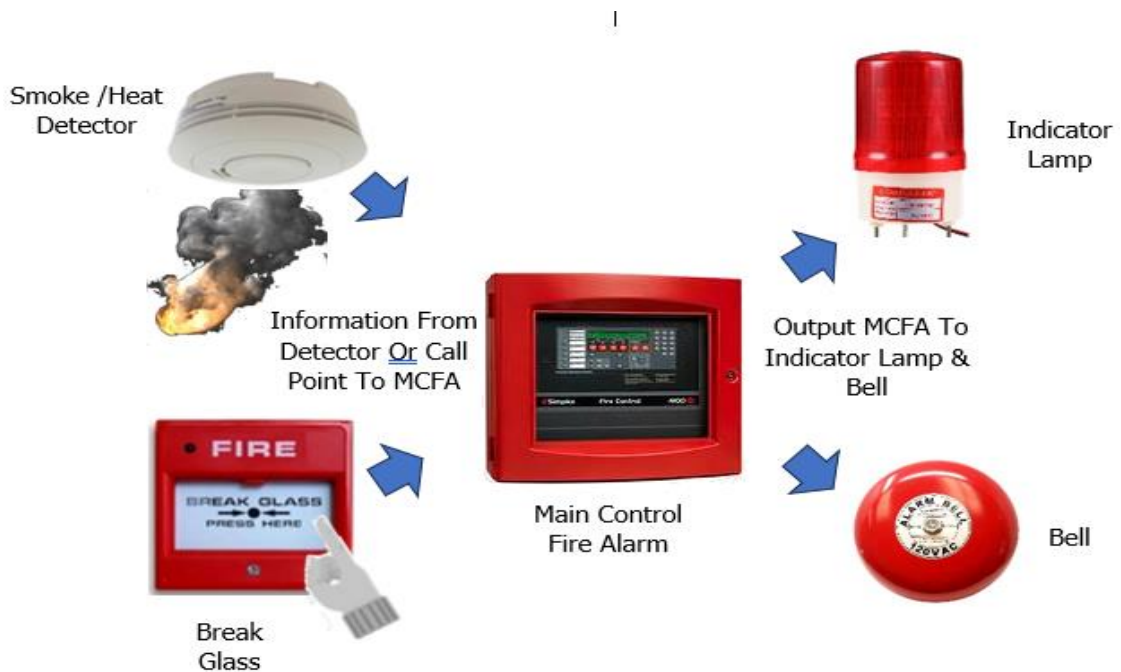 Smoke /Heat
Detector
Indicator
Lamp
Information From
Detector Or Call
Point To MCFA
Output MCFA To
Indicator Lamp &
Bell
FIRE
BREAK GLASS
PRESS HERE
Simplex Fire Control
Main Control
Fire Alarm
ALARM BELL
120VAC
Bell
Break
Glass